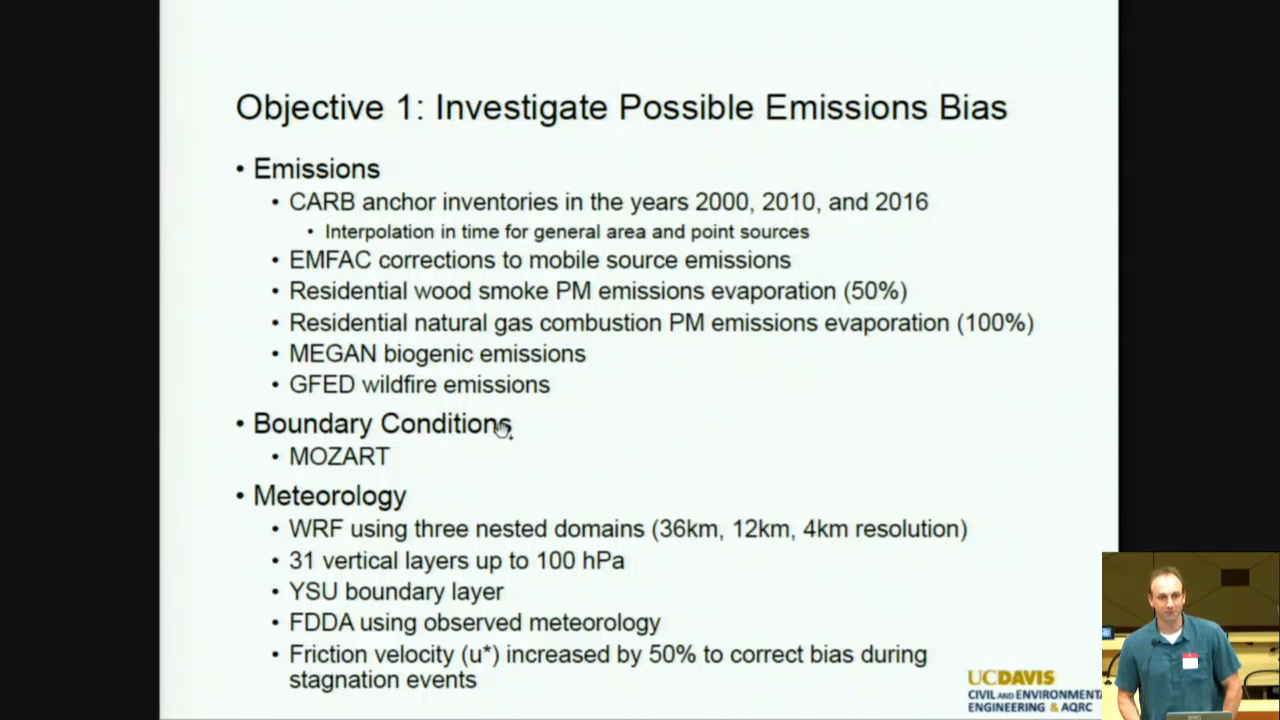 Objective 1: Investigate Possible Emissions Bias
• Emissions
• CARB anchor inventories in the years 2000, 2010, and 2016
• Interpolation in time for general area and point sources
• EMFAC corrections to mobile source emissions
• Residential wood smoke PM emissions evaporation (50%)
• Residential natural gas combustion PM emissions evaporation (100%)
• MEGAN biogenic emissions
• GFED wildfire emissions
• Boundary Conditions
• MOZART
• Meteorology
• WRF using three nested domains (36km, 12km, 4km resolution)
• 31 vertical layers up to 100 hPa
• YSU boundary layer
• FDDA using observed meteorology
• Friction velocity (u*) increased by 50% to correct bias during
stagnation events
UCDAVIS
CIVIL AND ENVIRONMENTA
ENGINEERING & AQRC